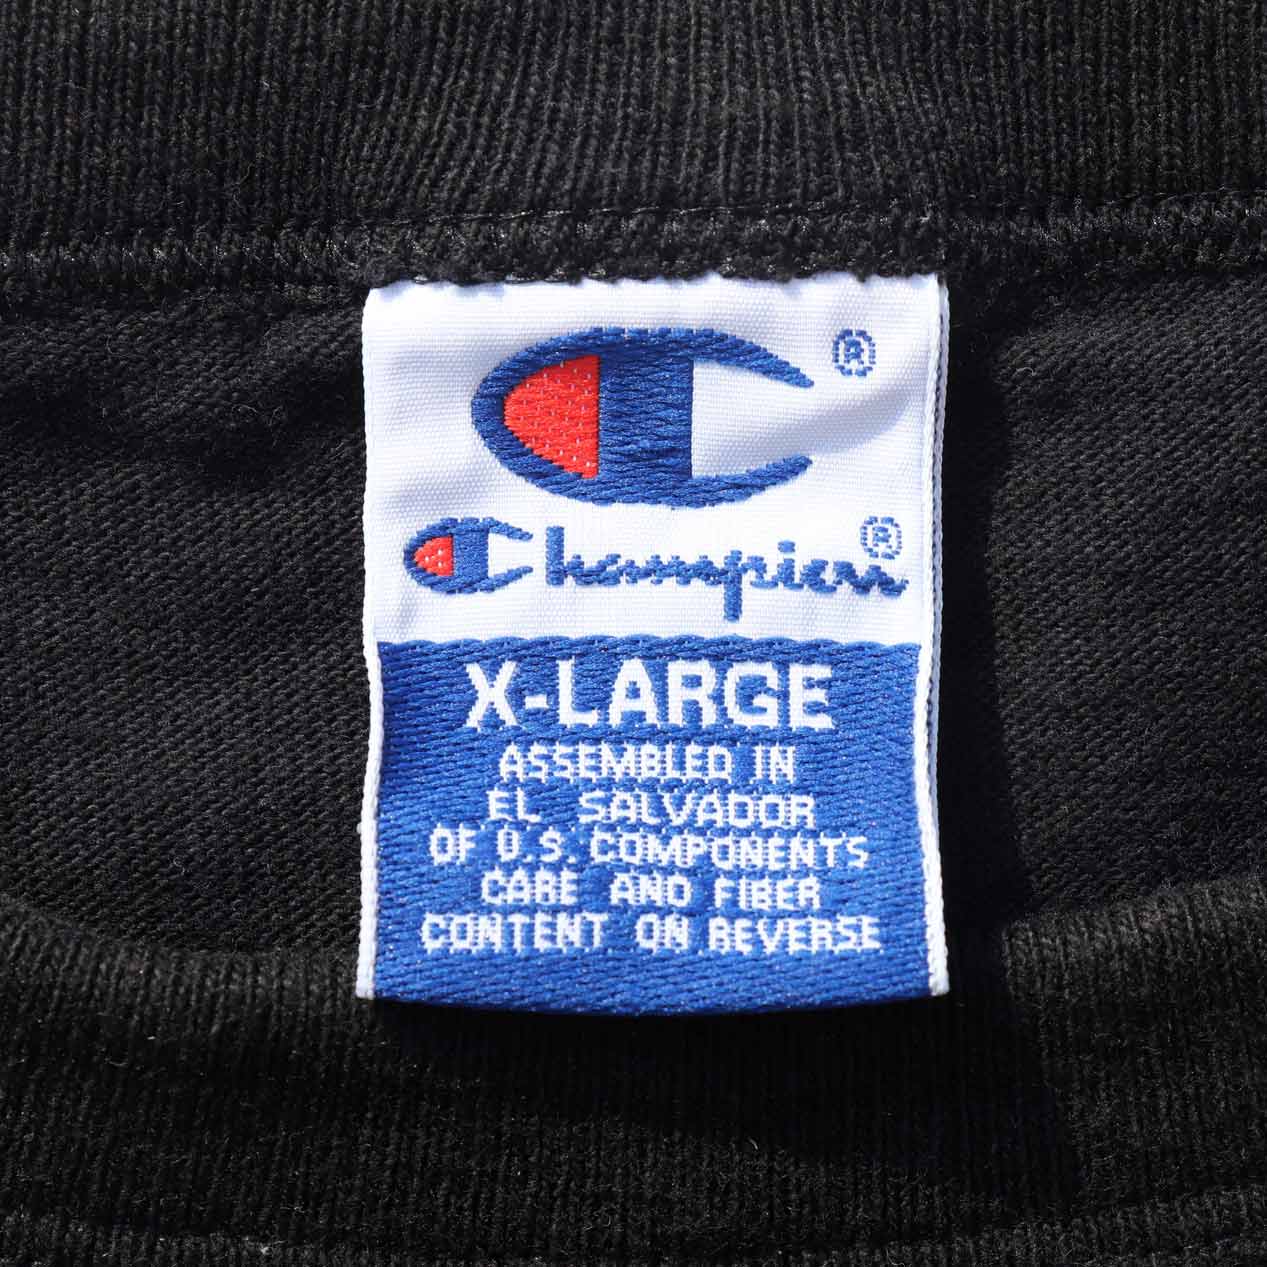 ®
Champion®
X-LARGE
ASSEMBLED IN
EL SALVADOR
OF U.S. COMPONENTS
CARE AND FIBER
CONTENT ON REVERSE